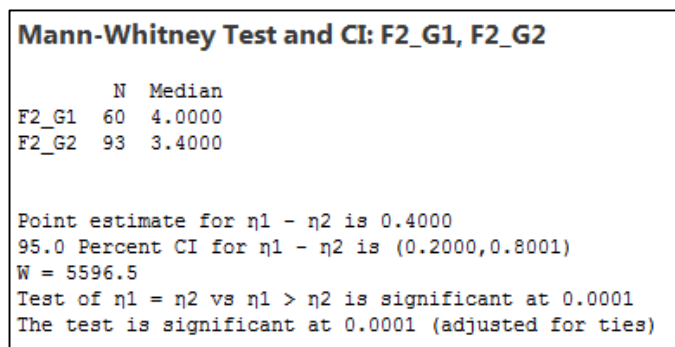 Mann-Whitney Test and CI: F2_G1, F2_G2
N Median
F2_G1 60 4.0000
F2_G2 93 3.4000
Point estimate for η1 - η2 is 0.4000
95.0 Percent CI for η1 - η2 is (0.2000,0.8001)
W = 5596.5
Test of η1 = η2 vs η1 > η2 is significant at 0.0001
The test is significant at 0.0001 (adjusted for ties)